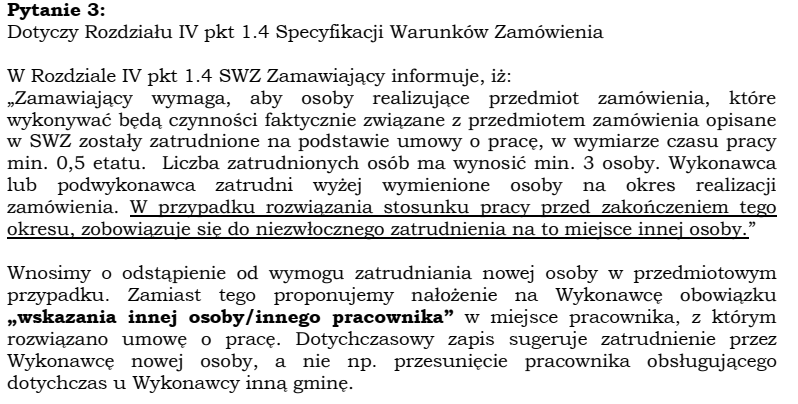 Pytanie 3:
Dotyczy Rozdziału IV pkt 1.4 Specyfikacji Warunków Zamówienia
W Rozdziale IV pkt 1.4 SWZ Zamawiający informuje, iż:
„Zamawiający wymaga, aby osoby realizujące przedmiot zamówienia, które
wykonywać będą czynności faktycznie związane z przedmiotem zamówienia opisane
w SWZ zostały zatrudnione na podstawie umowy o pracę, w wymiarze czasu pracy
min. 0,5 etatu. Liczba zatrudnionych osób ma wynosić min. 3 osoby. Wykonawca
lub podwykonawca zatrudni wyżej wymienione osoby na okres realizacji
zamówienia. W przypadku rozwiązania stosunku pracy przed zakończeniem tego
okresu, zobowiązuje się do niezwłocznego zatrudnienia na to miejsce innej osoby.”
Wnosimy o odstąpienie od wymogu zatrudniania nowej osoby w przedmiotowym
przypadku. Zamiast tego proponujemy nałożenie na Wykonawcę obowiązku
„wskazania innej osoby/innego pracownika” w miejsce pracownika, z którym
rozwiązano umowę o pracę. Dotychczasowy zapis sugeruje zatrudnienie przez
Wykonawcę nowej osoby, a nie np. przesunięcie pracownika obsługującego
dotychczas u Wykonawcy inną gminę.